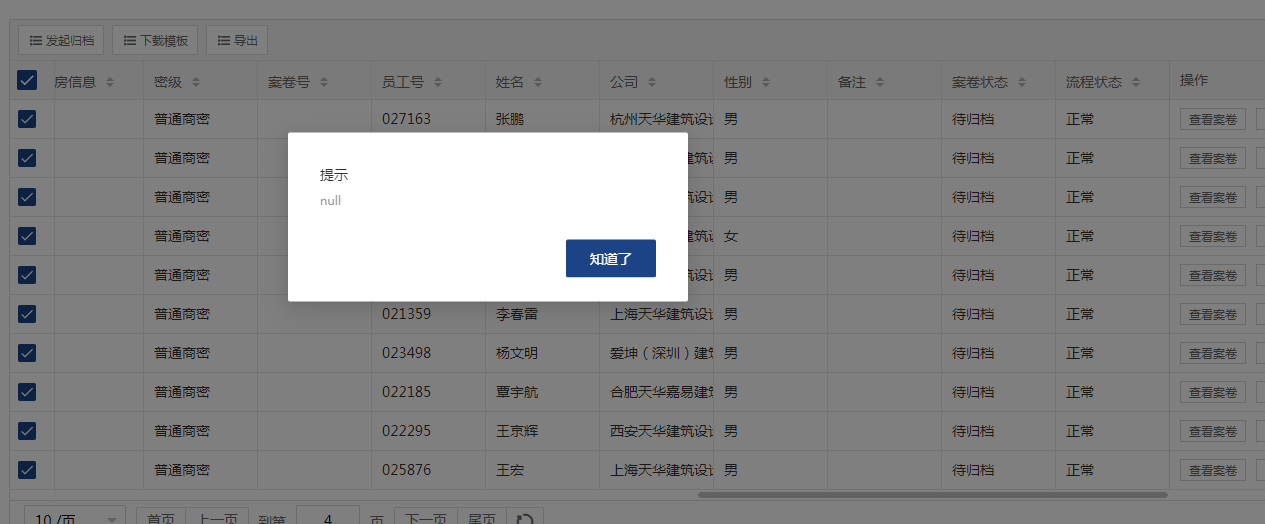 发起归档 下载模板 导出
房信息 密级 案卷号 员工号 姓名 公司 性别 备注 案卷状态 流程状态 操作
普通商密 027163 张鹏 杭州天华建筑设计 男 待归档 正常 查看案卷
普通商密 男 待归档 正常 查看案卷
提示
普通商密 男 待归档 正常 查看案卷
null
普通商密 女 待归档 正常 查看案卷
知道了
普通商密 男 待归档 正常 查看案卷
普通商密 021359 李春雷 上海天华建筑设计 男 待归档 正常 查看案卷
普通商密 023498 杨文明 爱坤（深圳）建筑 男 待归档 正常 查看案卷
普通商密 022185 覃宇航 合肥天华嘉易建筑 男 待归档 正常 查看案卷
普通商密 022295 王京辉 西安天华建筑设计 男 待归档 正常 查看案卷
普通商密 025876 王宏 上海天华建筑设计 男 待归档 正常 查看案卷
10 /页 首页 上一页 到第 4 页 下一页 尾页